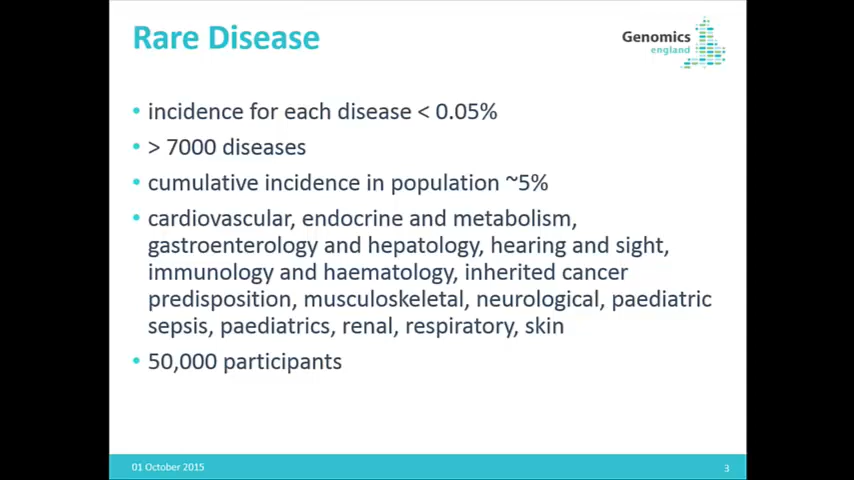 Rare Disease
Genomics
england
• incidence for each disease < 0.05%
• > 7000 diseases
• cumulative incidence in population ~5%
• cardiovascular, endocrine and metabolism,
gastroenterology and hepatology, hearing and sight,
immunology and haematology, inherited cancer
predisposition, musculoskeletal, neurological, paediatric
sepsis, paediatrics, renal, respiratory, skin
• 50,000 participants
01 October 2015
3